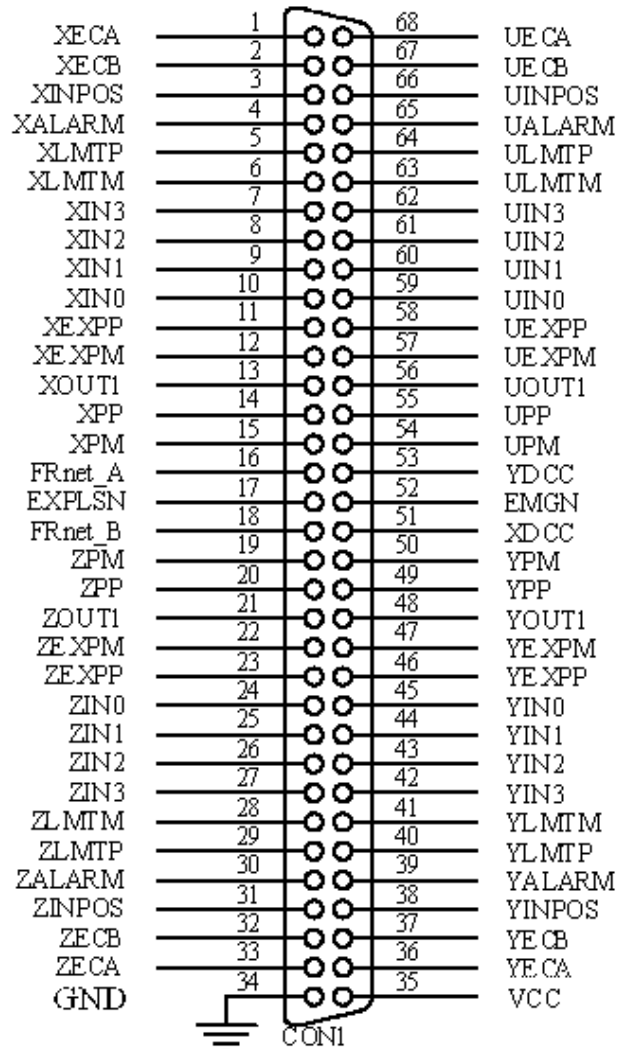 XECA 1 68 UECA
XECB 2 67 UECB
XINPOS 3 66 UINPOS
XALARM 4 65 UALARM
XLMTP 5 64 ULMTP
XLMTM 6 63 ULMTM
XIN3 7 62 UIN3
XIN2 8 61 UIN2
XIN1 9 60 UIN1
XIN0 10 59 UIN0
XEXPP 11 58 UEXPP
XEXPM 12 57 UEXPM
XOUT1 13 56 UOUT1
XPP 14 55 UPP
XPM 15 54 UPM
FRnet_A 16 53 YDCC
EXPLSN 17 52 EMGN
FRnet_B 18 51 XDCC
ZPM 19 50 YPM
ZPP 20 49 YPP
ZOUT1 21 48 YOUT1
ZEXPM 22 47 YEXPM
ZEXPP 23 46 YEXPP
ZIN0 24 45 YIN0
ZIN1 25 44 YIN1
ZIN2 26 43 YIN2
ZIN3 27 42 YIN3
ZLMTM 28 41 YLMTM
ZLMTP 29 40 YLMTP
ZALARM 30 39 YALARM
ZINPOS 31 38 YINPOS
ZECB 32 37 YECB
ZECA 33 36 YECA
GND 34 35 VCC
CON1